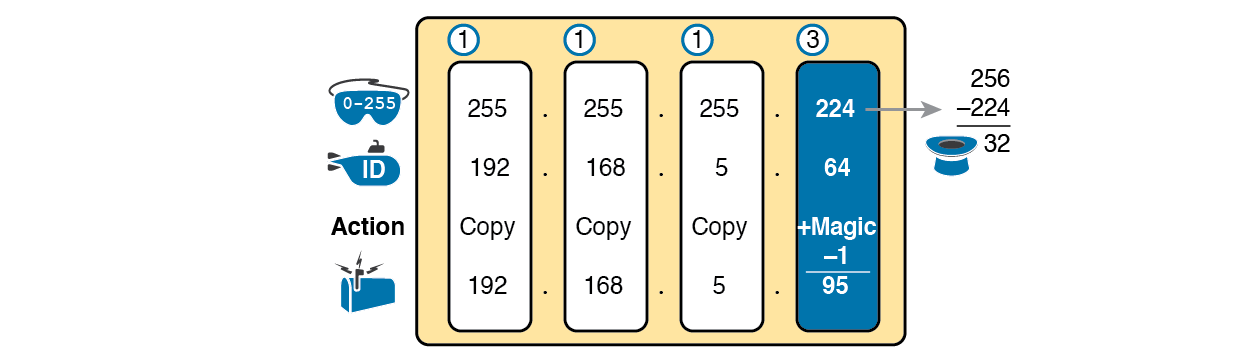 1 1 1 3
0-255 255 . 255 . 255 . 224
256
–224
32
ID 192 . 168 . 5 . 64
Action Copy Copy Copy +Magic
–1
192 . 168 . 5 . 95